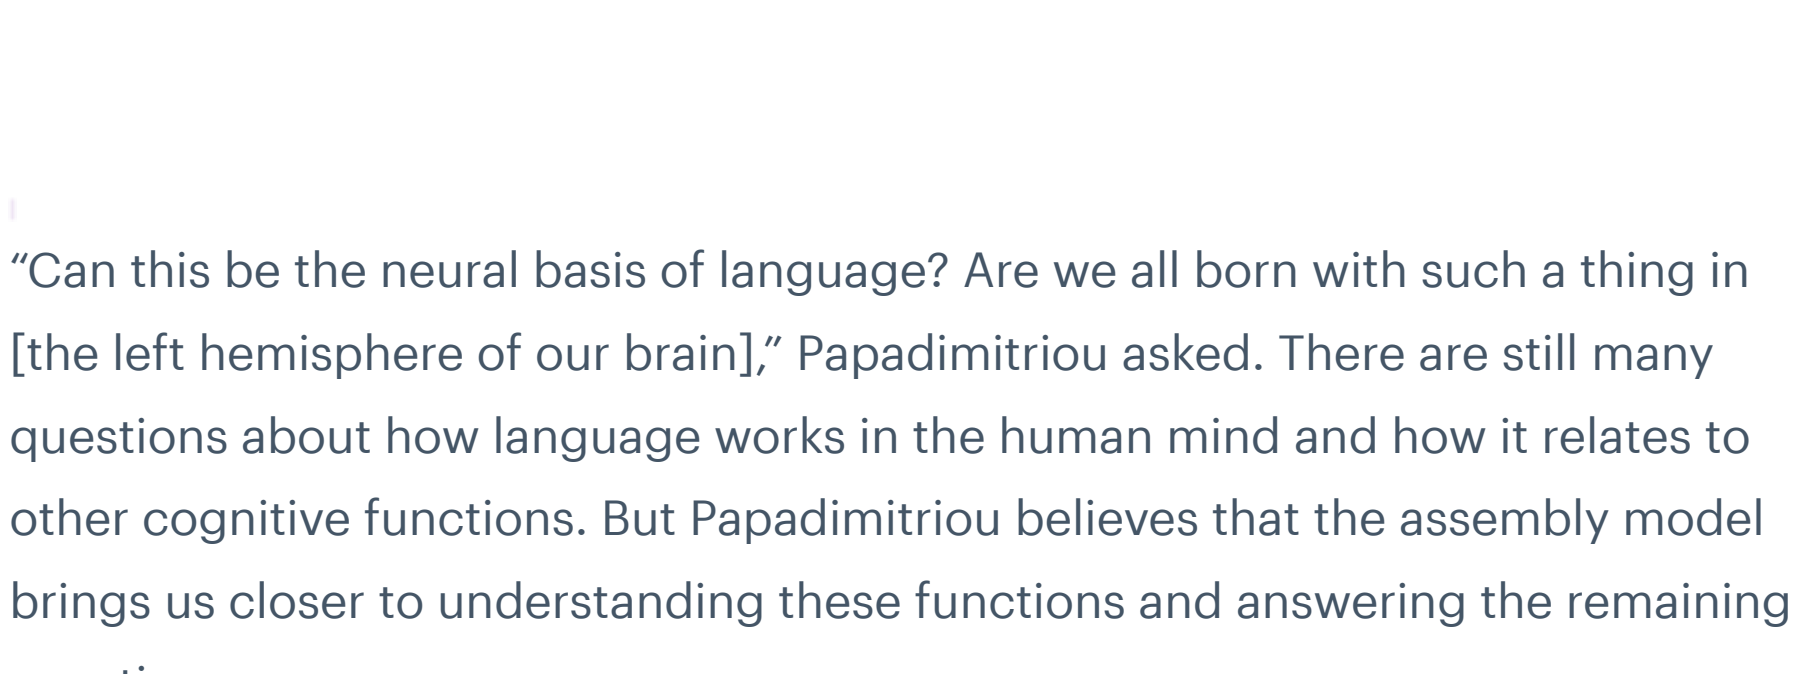 “Can this be the neural basis of language? Are we all born with such a thing in
[the left hemisphere of our brain],” Papadimitriou asked. There are still many
questions about how language works in the human mind and how it relates to
other cognitive functions. But Papadimitriou believes that the assembly model
brings us closer to understanding these functions and answering the remaining